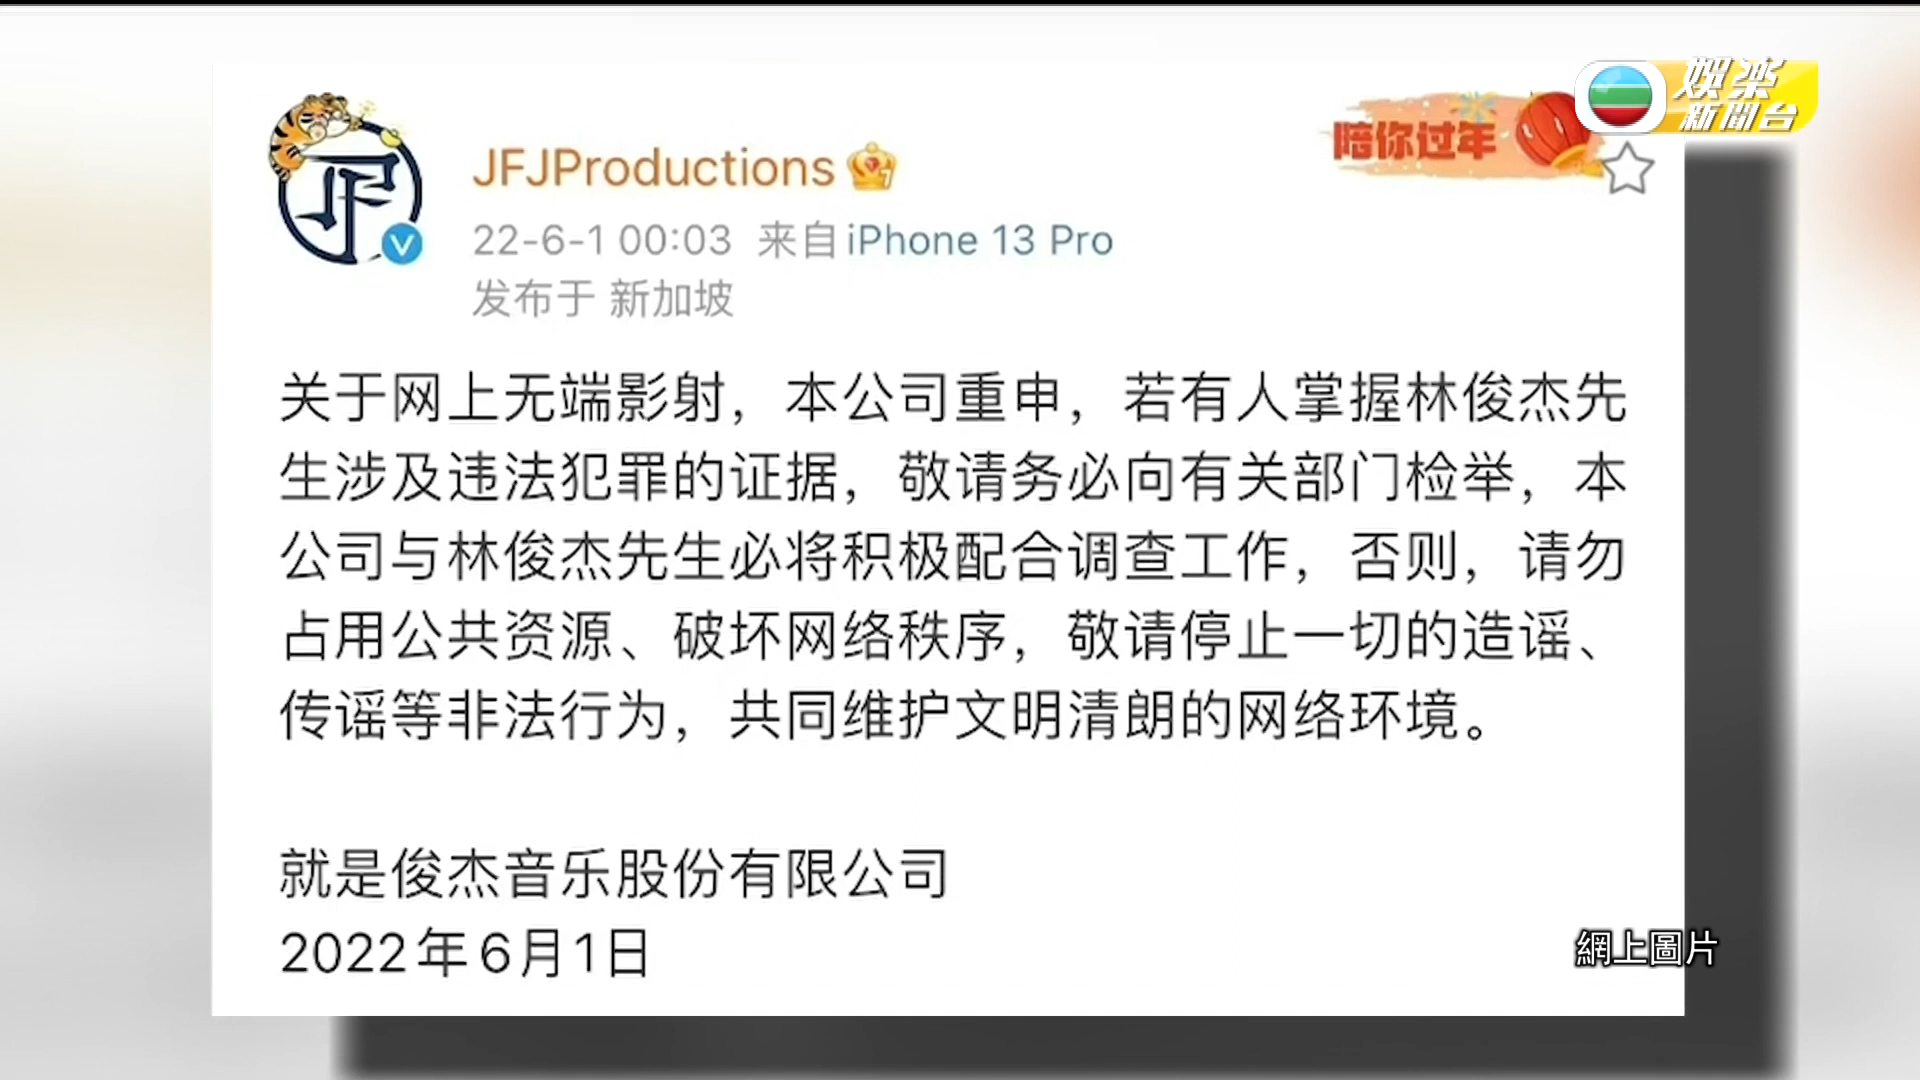 娛樂
新聞台
陪你过年
JFJProductions
22-6-1 00:03 来自 iPhone 13 Pro
发布于 新加坡
关于网上无端影射，本公司重申，若有人掌握林俊杰先
生涉及违法犯罪的证据，敬请务必向有关部门检举，本
公司与林俊杰先生必将积极配合调查工作，否则，请勿
占用公共资源、破坏网络秩序，敬请停止一切的造谣、
传谣等非法行为，共同维护文明清朗的网络环境。
就是俊杰音乐股份有限公司
2022年6月1日
網上圖片